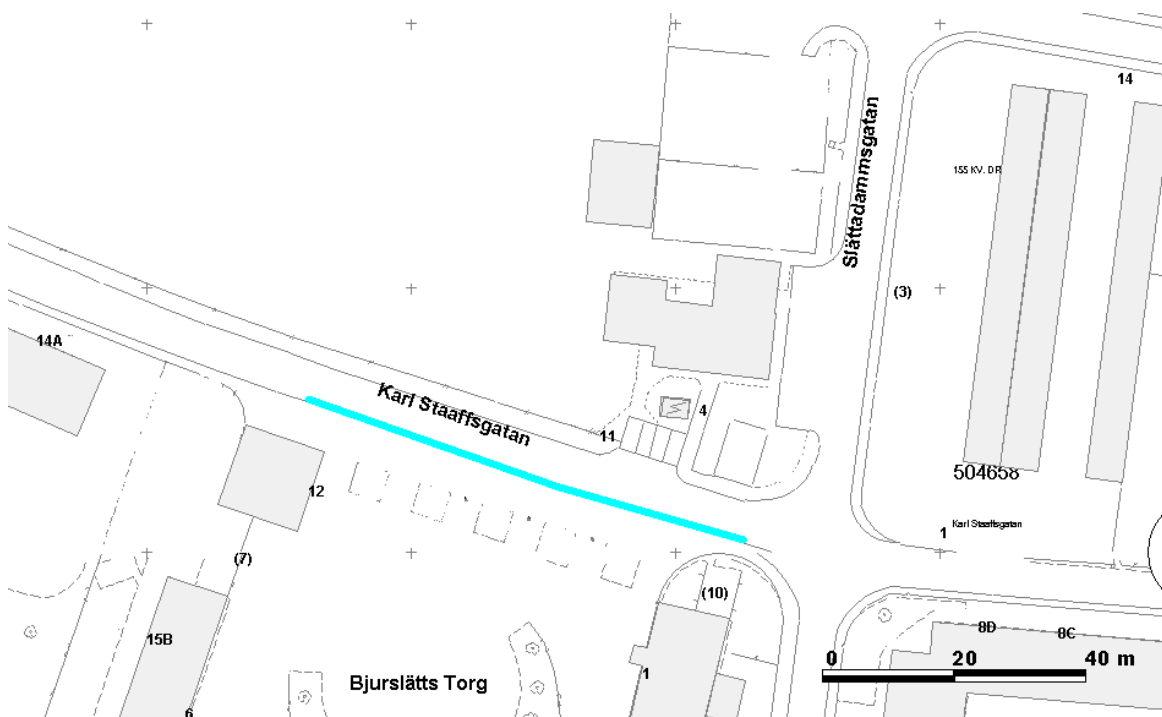 14
Slättadammsgatan
155 KV. DR
(3)
14A
Karl Staaffsgatan
4
11
504658
12
Karl Staaffsgatan
1
(7)
(10)
15B
8D
8C
0 20 40 m
1
Bjurslätts Torg
6